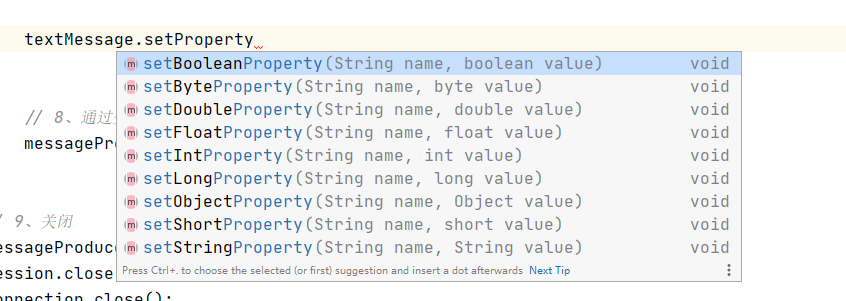 textMessage.setProperty
setBooleanProperty(String name, boolean value) void
setByteProperty(String name, byte value) void
setDoubleProperty(String name, double value) void
// 8、通过
setFloatProperty(String name, float value) void
messagePr
setIntProperty(String name, int value) void
setLongProperty(String name, long value) void
setObjectProperty(String name, Object value) void
/ 9、关闭
setShortProperty(String name, short value) void
essageProduce
setStringProperty(String name, String value) void
ession.close
Press Ctrl+. to choose the selected (or first) suggestion and insert a dot afterwards Next Tip
onnection.close();